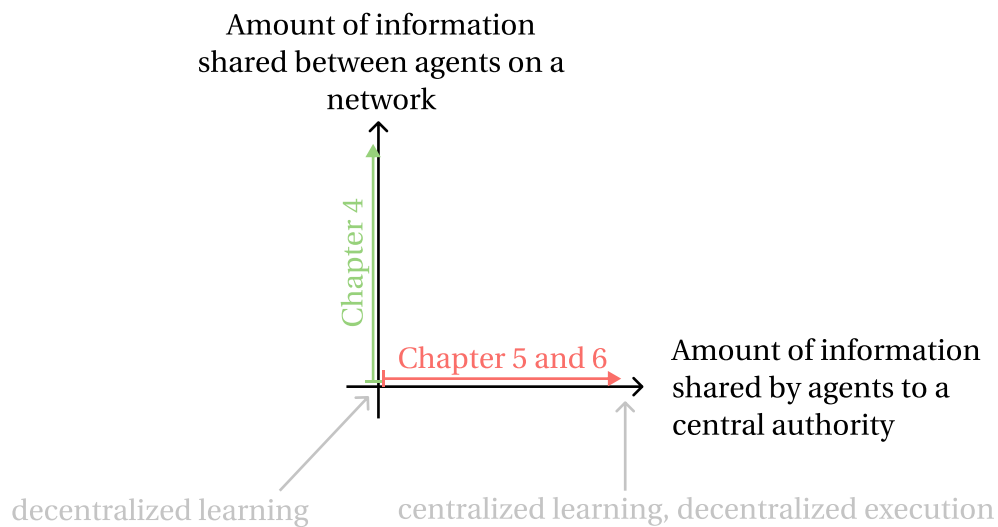 Amount of information
shared between agents on a
network
Chapter 4
Chapter 5 and 6
Amount of information
shared by agents to a
central authority
decentralized learning
centralized learning, decentralized execution